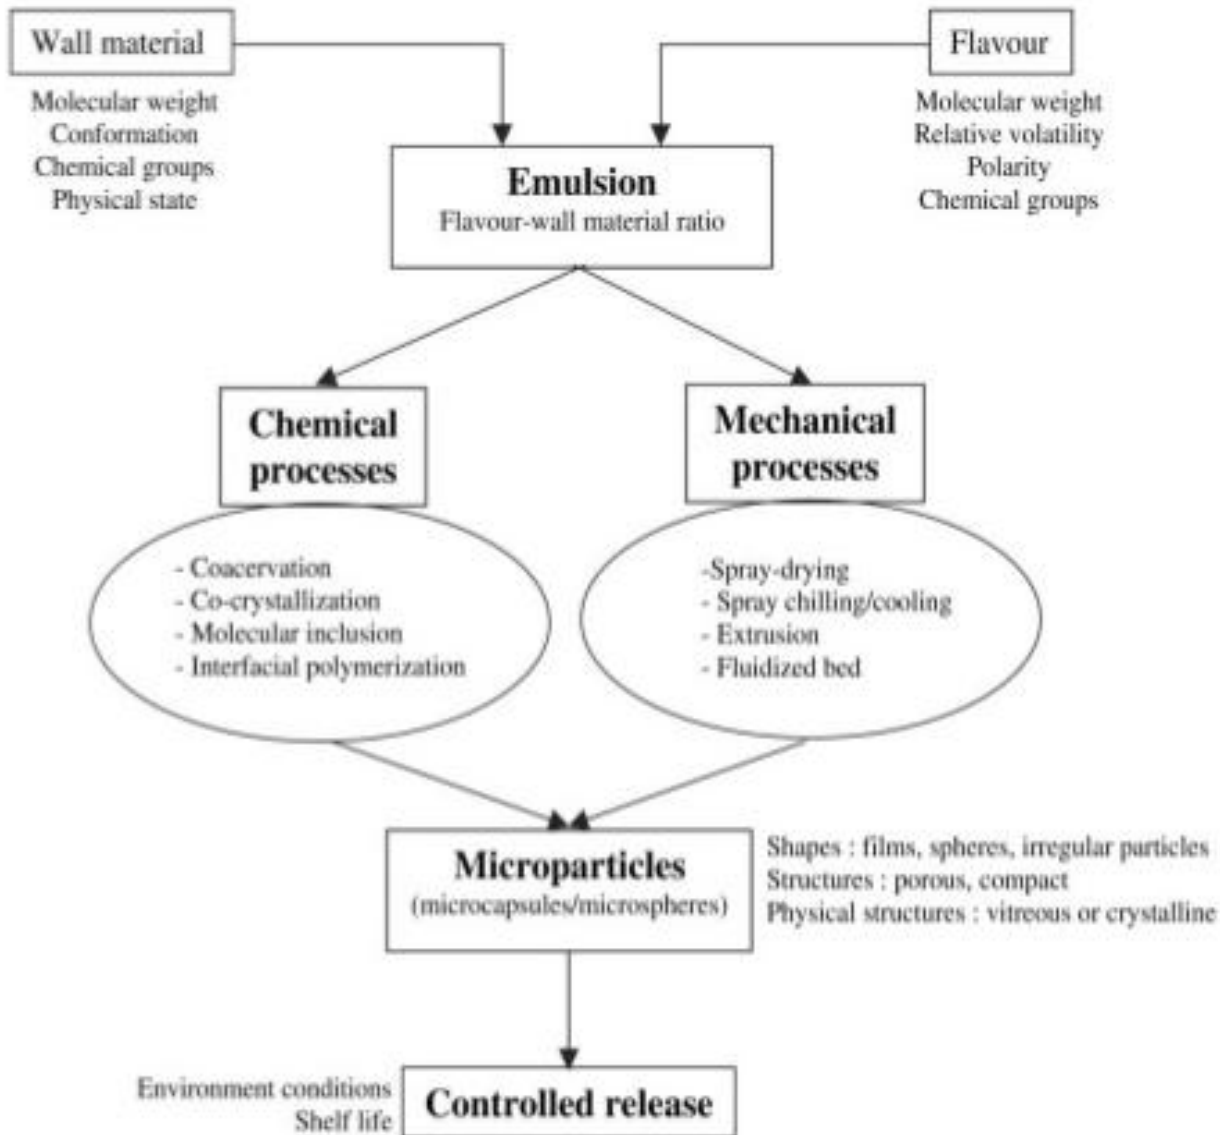 Wall material
Molecular weight
Conformation
Chemical groups
Physical state
Flavour
Molecular weight
Relative volatility
Polarity
Chemical groups
Emulsion
Flavour-wall material ratio
Chemical
processes
- Coacervation
- Co-crystallization
- Molecular inclusion
- Interfacial polymerization
Mechanical
processes
-Spray-drying
- Spray chilling/cooling
- Extrusion
- Fluidized bed
Microparticles
(microcapsules/microspheres)
Shapes : films, spheres, irregular particles
Structures : porous, compact
Physical structures : vitreous or crystalline
Environment conditions
Shelf life
Controlled release